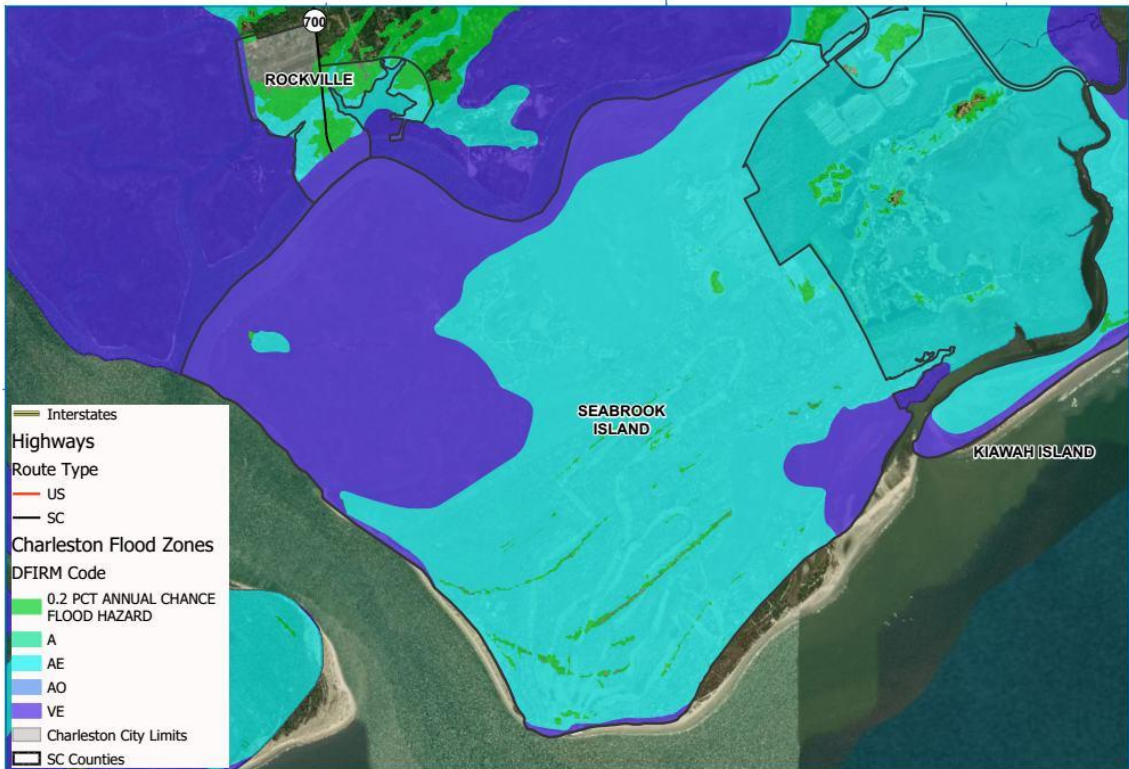 700
ROCKVILLE
SEABROOK
ISLAND
KIAWAH ISLAND
Interstates
Highways
Route Type
US
SC
Charleston Flood Zones
DFIRM Code
0.2 PCT ANNUAL CHANCE
FLOOD HAZARD
A
AE
AO
VE
Charleston City Limits
SC Counties